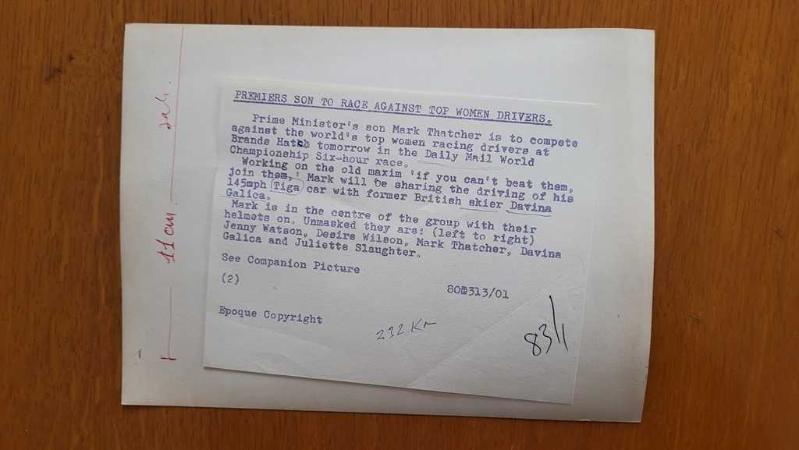 PREMIERS SON TO RACE AGAINST TOP WOMEN DRIVERS.
Prime Minister's son Mark Thatcher is to compete
against the world's top women racing drivers at
Brands Hatch tomorrow in the Daily Mail World
Championship Six-hour race.
Working on the old maxim 'if you can't beat them,
join them,' Mark will be sharing the driving of his
145mph Tiga car with former British skier Davina
Galica.
Mark is in the centre of the group with their
helmets on. Unmasked they are: (left to right)
Jenny Watson, Desire Wilson, Mark Thatcher, Davina
Galica and Juliette Slaughter.
See Companion Picture
(2)
80m313/01
Epoque Copyright
232 Km
83/1
11 cm.